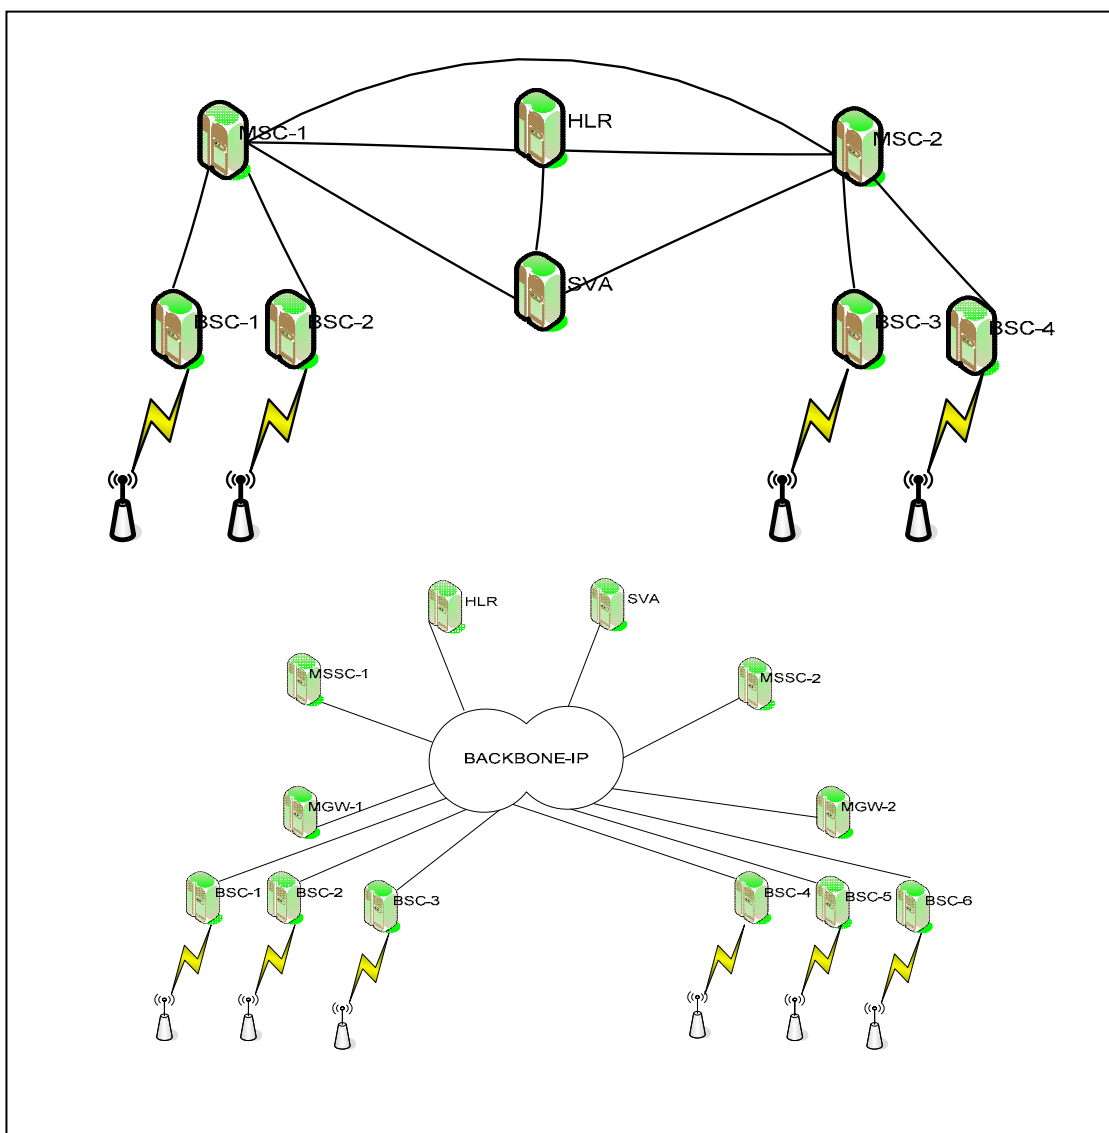 MSC-1
HLR
MSC-2
SVA
BSC-1
BSC-2
BSC-3
BSC-4
HLR
SVA
MSSC-1
MSSC-2
BACKBONE-IP
MGW-1
MGW-2
BSC-1
BSC-2
BSC-3
BSC-4
BSC-5
BSC-6